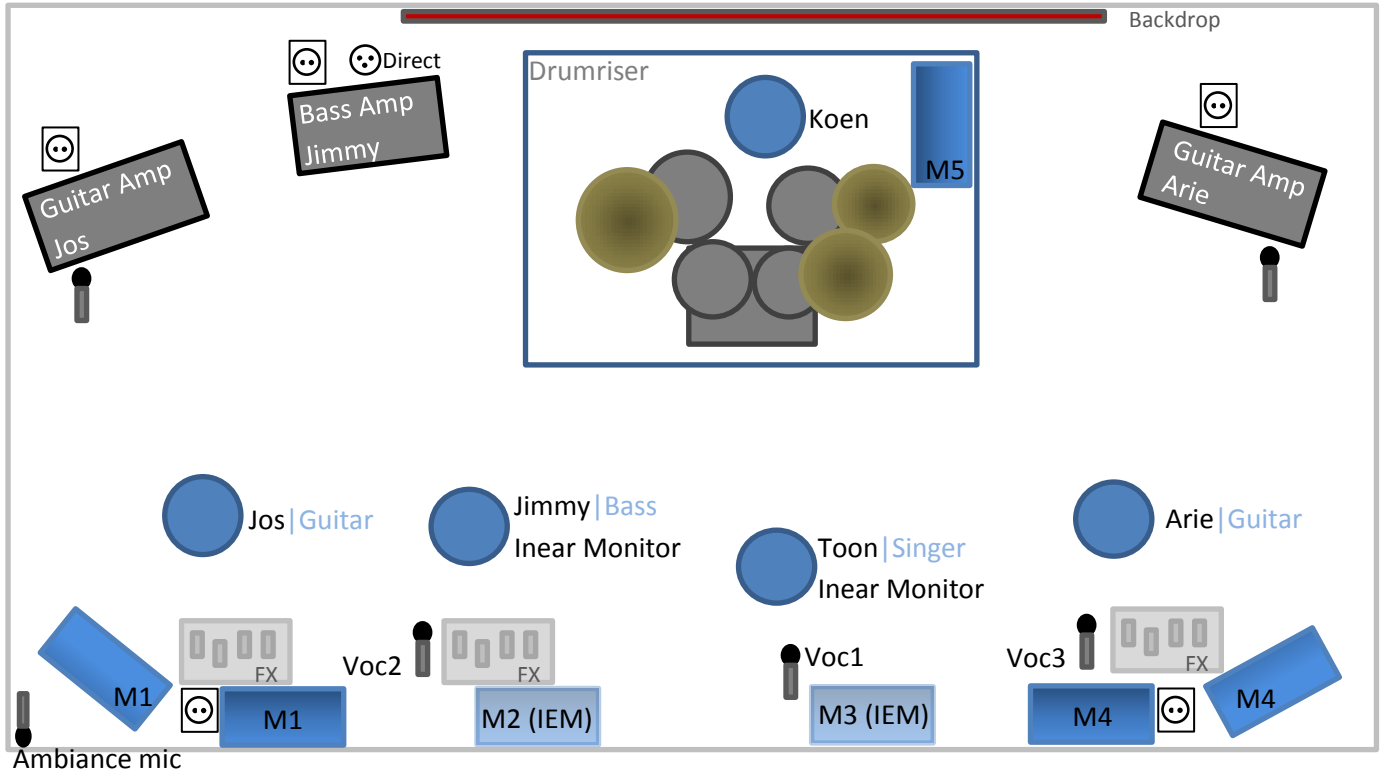 Backdrop
Direct
Drumriser
Bass Amp
Jimmy
Koen
M5
Guitar Amp
Jos
Guitar Amp
Arie
Jos|Guitar
Jimmy|Bass
Inear Monitor
Toon|Singer
Inear Monitor
Arie|Guitar
M1
FX
M1
Voc2
FX
M2 (IEM)
Voc1
M3 (IEM)
Voc3
FX
M4
M4
Ambiance mic